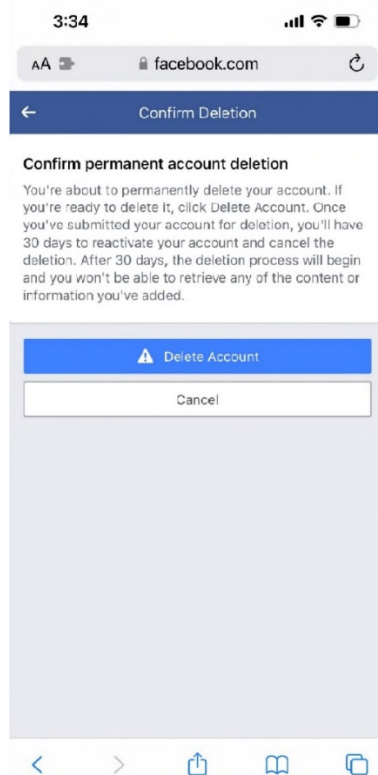 3:34
AA facebook.com
Confirm Deletion
Confirm permanent account deletion
You're about to permanently delete your account. If
you're ready to delete it, click Delete Account. Once
you've submitted your account for deletion, you'll have
30 days to reactivate your account and cancel the
deletion. After 30 days, the deletion process will begin
and you won't be able to retrieve any of the content or
information you've added.
Delete Account
Cancel